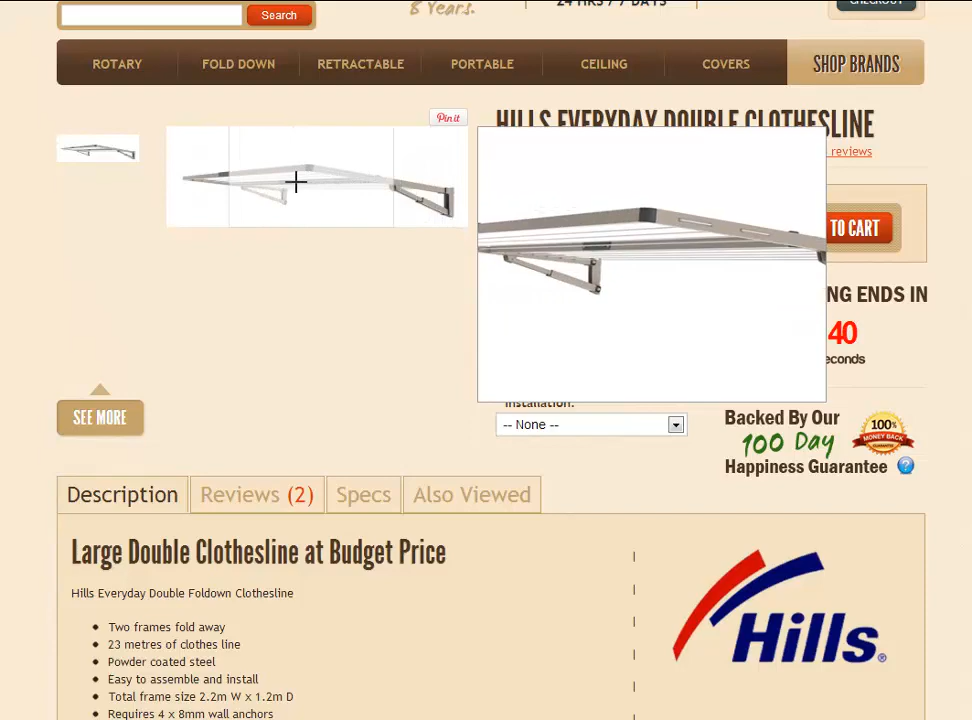 8 Years.
24 HRS / 7 DAYS
CHECKOUT
Search
ROTARY
FOLD DOWN
RETRACTABLE
PORTABLE
CEILING
COVERS
SHOP BRANDS
Pin it
HILLS EVERYDAY DOUBLE CLOTHESLINE
reviews
TO CART
NG ENDS IN
40
econds
SEE MORE
Installation:
-- None --
Backed By Our
100 Day
Happiness Guarantee
100%
MONEY BACK
?
Description
Reviews (2)
Specs
Also Viewed
Large Double Clothesline at Budget Price
Hills Everyday Double Foldown Clothesline
Two frames fold away
23 metres of clothes line
Powder coated steel
Easy to assemble and install
Total frame size 2.2m W x 1.2m D
Requires 4 x 8mm wall anchors
Hills®